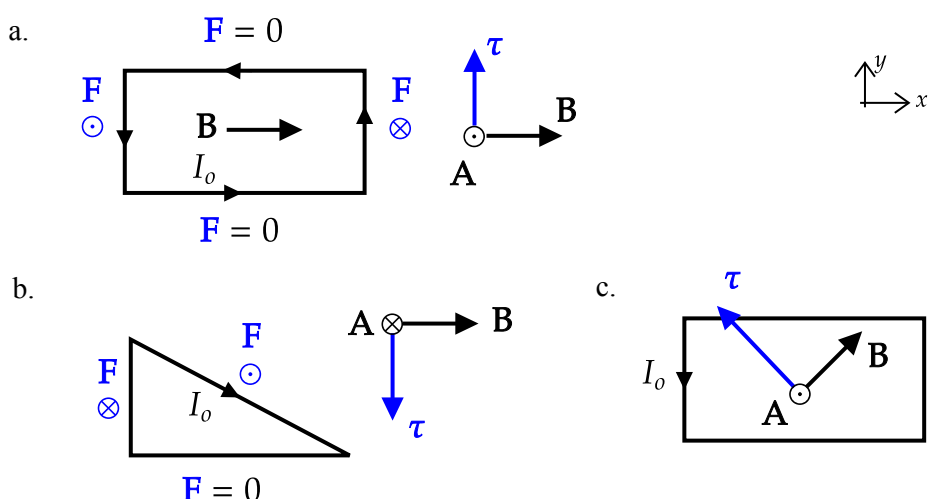 a.
F = 0
F
B
I_o
F
F = 0
τ
B
A
y
x
b.
F
F
I_o
F = 0
A
B
τ
c.
τ
I_o
B
A